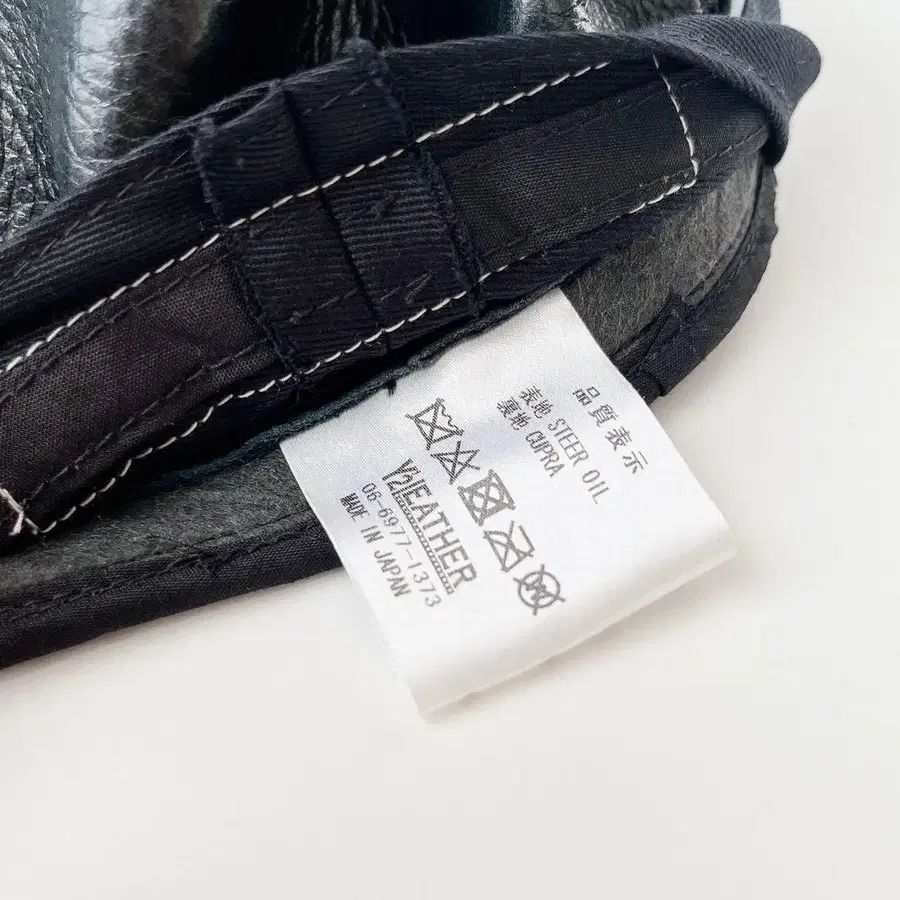 品質表示
表地 STEER OIL
裏地 CUPRA
Y'2LEATHER
06-6977-1373
MADE IN JAPAN